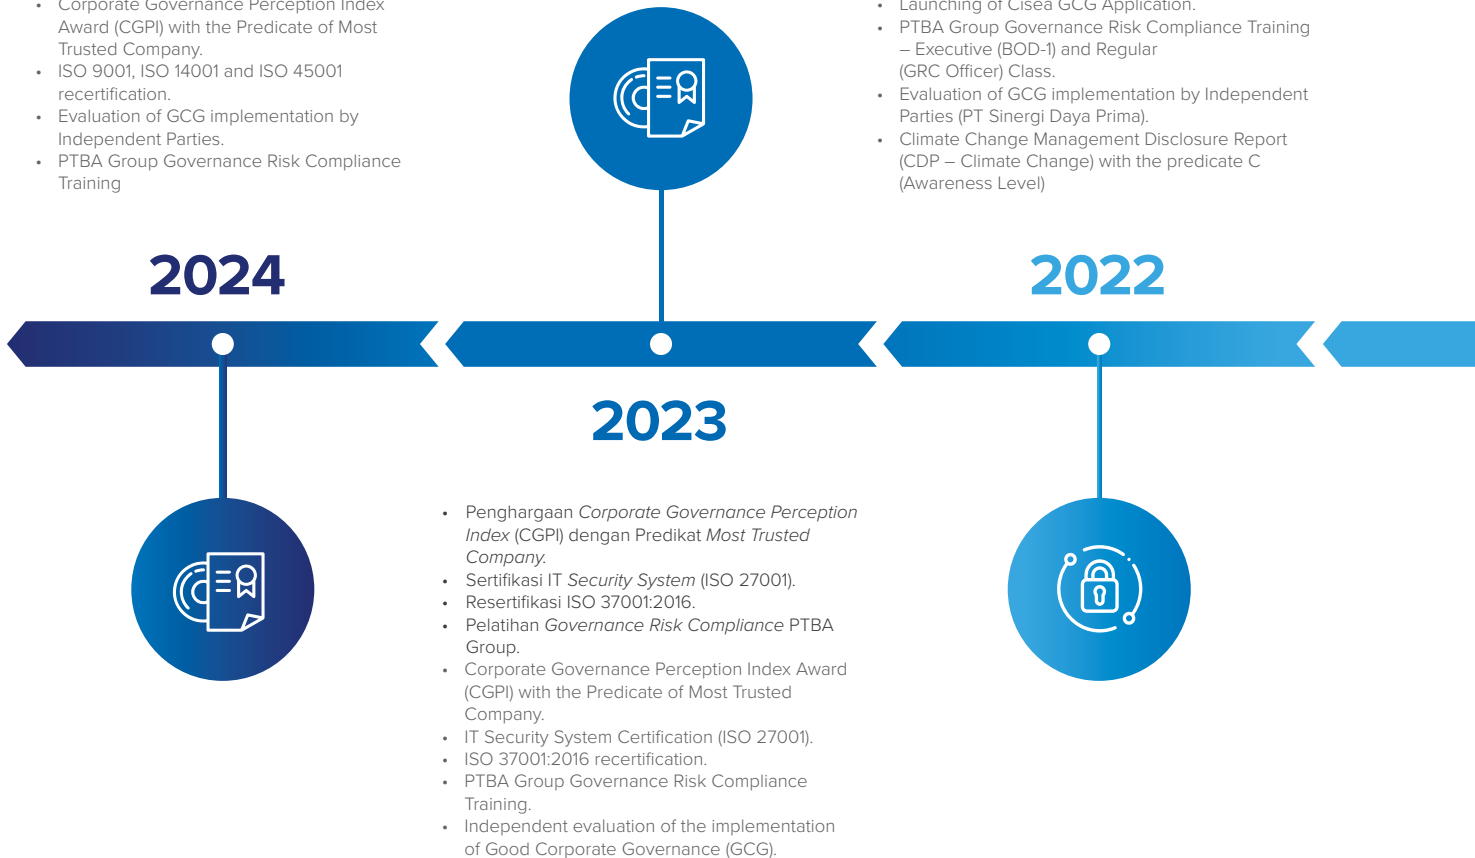 • Corporate Governance Perception Index
Award (CGPI) with the Predicate of Most
Trusted Company.
• ISO 9001, ISO 14001 and ISO 45001
recertification.
• Evaluation of GCG implementation by
Independent Parties.
• PTBA Group Governance Risk Compliance
Training
2024
2023
• Penghargaan Corporate Governance Perception
Index (CGPI) dengan Predikat Most Trusted
Company.
• Sertifikasi IT Security System (ISO 27001).
• Resertifikasi ISO 37001:2016.
• Pelatihan Governance Risk Compliance PTBA
Group.
• Corporate Governance Perception Index Award
(CGPI) with the Predicate of Most Trusted
Company.
• IT Security System Certification (ISO 27001).
• ISO 37001:2016 recertification.
• PTBA Group Governance Risk Compliance
Training.
• Independent evaluation of the implementation
of Good Corporate Governance (GCG).
• Launching of Cisea GCG Application.
• PTBA Group Governance Risk Compliance Training
– Executive (BOD-1) and Regular
(GRC Officer) Class.
• Evaluation of GCG implementation by Independent
Parties (PT Sinergi Daya Prima).
• Climate Change Management Disclosure Report
(CDP – Climate Change) with the predicate C
(Awareness Level)
2022